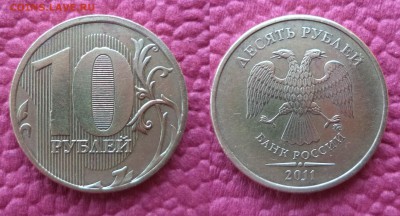 COINS.LAVE.RU
10
РУБЛЕЙ
ДЕСЯТЬ РУБЛЕЙ
БАНК РОССИИ
2011